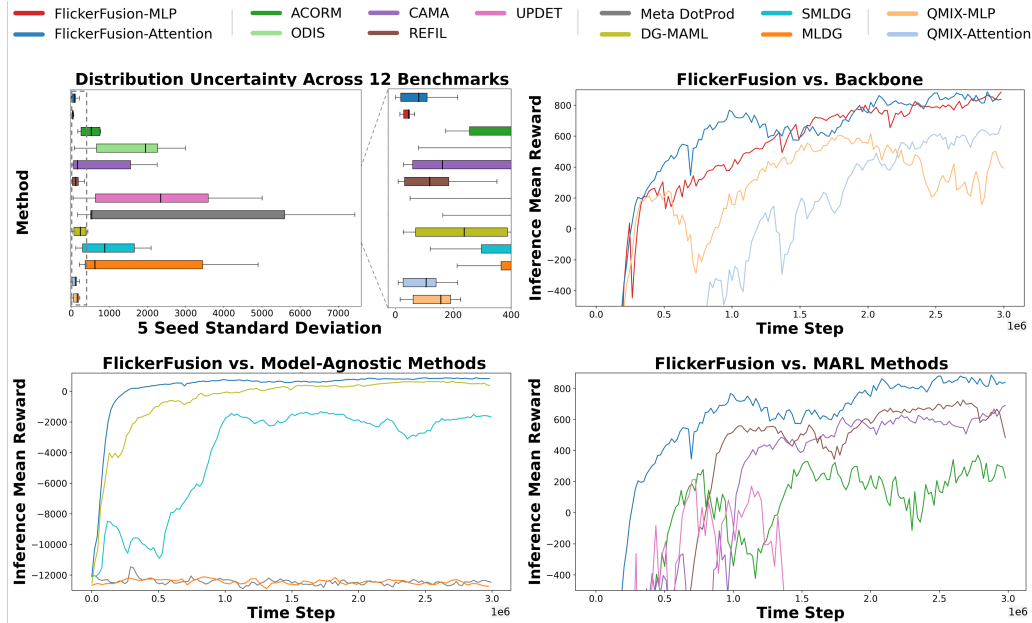 FlickerFusion-MLP ACORM CAMA UPDET Meta DotProd SMLDG QMIX-MLP
FlickerFusion-Attention ODIS REFIL DG-MAML MLDG QMIX-Attention
Distribution Uncertainty Across 12 Benchmarks
Method
0 1000 2000 3000 4000 5000 6000 7000
0 200 400
5 Seed Standard Deviation
FlickerFusion vs. Backbone
Inference Mean Reward
800
600
400
200
0
−200
−400
0.0 0.5 1.0 1.5 2.0 2.5 3.0
1e6
Time Step
FlickerFusion vs. Model-Agnostic Methods
Inference Mean Reward
0
−2000
−4000
−6000
−8000
−10000
−12000
0.0 0.5 1.0 1.5 2.0 2.5 3.0
1e6
Time Step
FlickerFusion vs. MARL Methods
Inference Mean Reward
800
600
400
200
0
−200
−400
0.0 0.5 1.0 1.5 2.0 2.5 3.0
1e6
Time Step